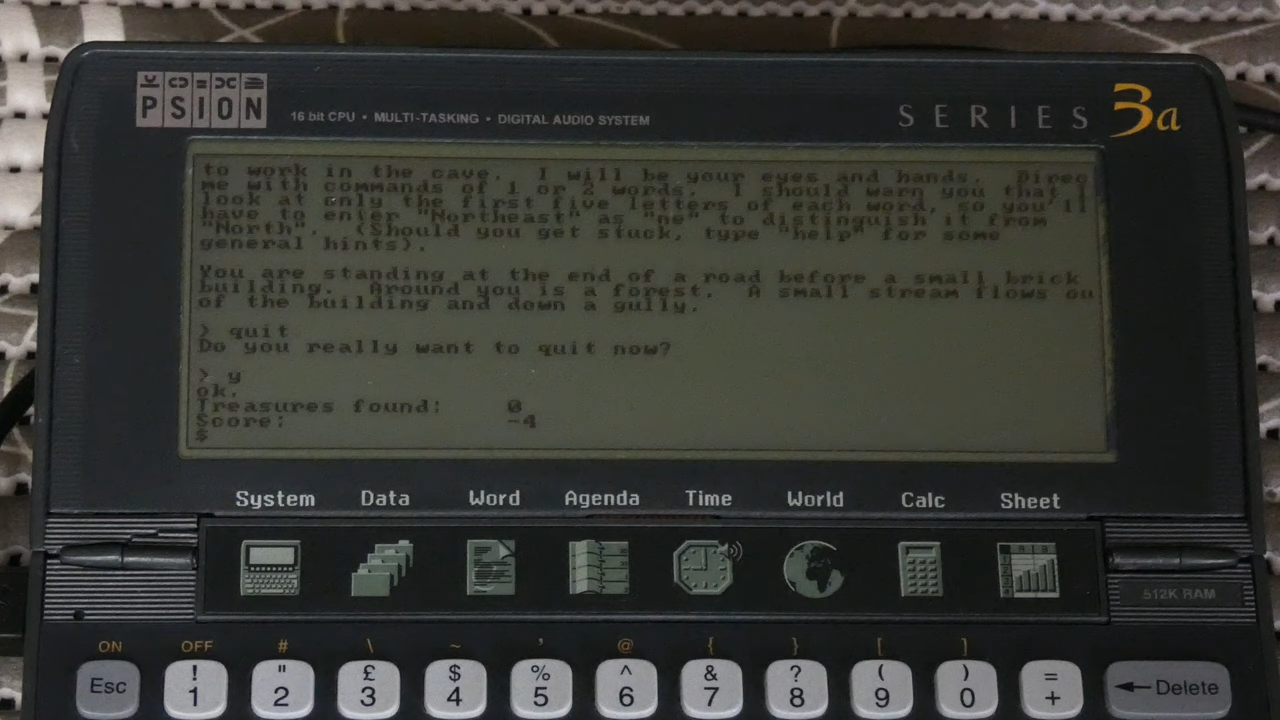 PSION
16 bit CPU • MULTI-TASKING • DIGITAL AUDIO SYSTEM
SERIES 3a
to work in the cave. I will be your eyes and hands. Direc
me with commands of 1 or 2 words. I should warn you that I
look at only the first five letters of each word, so you'll
have to enter "Northeast" as "ne" to distinguish it from
"North". (Should you get stuck, type "help" for some
general hints).
You are standing at the end of a road before a small brick
building. Around you is a forest. A small stream flows ou
of the building and down a gully.
> quit
Do you really want to quit now?
> y
ok.
Treasures found: 0
Score: -4
$
System Data Word Agenda Time World Calc Sheet
512K RAM
ON OFF # \ ~ ' @ { } [ ]
! " £ $ % ^ & ? ( ) =
Esc 1 2 3 4 5 6 7 8 9 0 + ← Delete